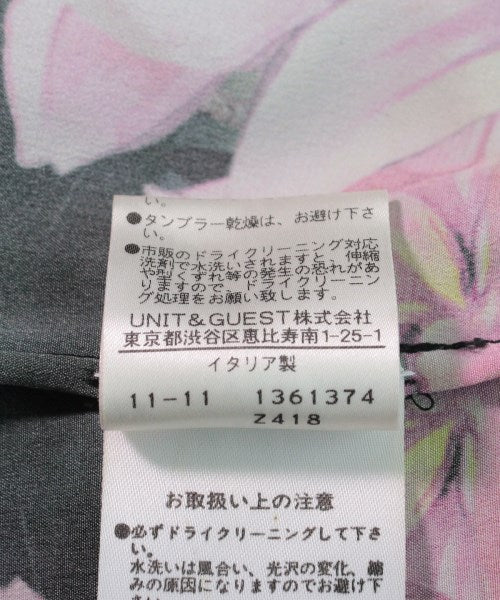 い。
●タンブラー乾燥は、お避け下さ
い。
●市販のドライクリーニング対応
洗剤で水洗いされますと、伸縮
や型くずれ等の発生の恐れがあ
りますので、ドライクリーニン
グ処理をお願い致します。
UNIT&GUEST株式会社
東京都渋谷区恵比寿南1-25-1
イタリア製
11-11 1361374
Z418
お取扱い上の注意
●必ずドライクリーニングして下さ
い。
水洗いは風合い、光沢の変化、縮
みの原因になりますのでお避け下